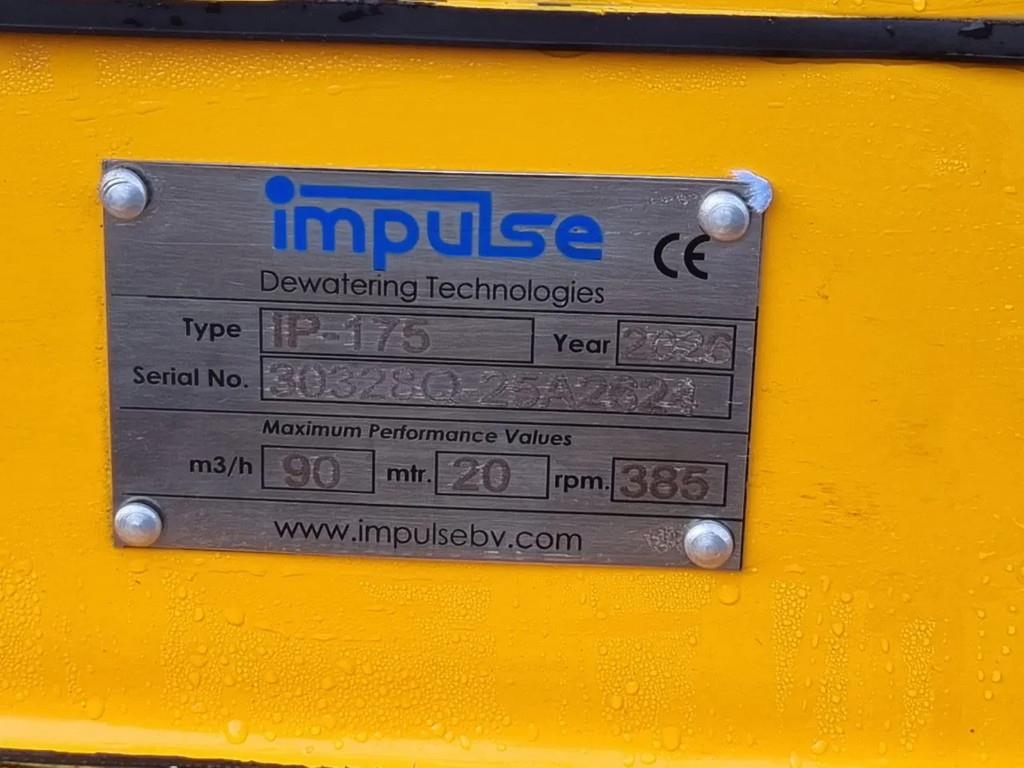 impulse
CE
Dewatering Technologies
Type IP-175 Year
Serial No.
Maximum Performance Values
m3/h 90 mtr. 20 rpm. 385
www.impulsebv.com